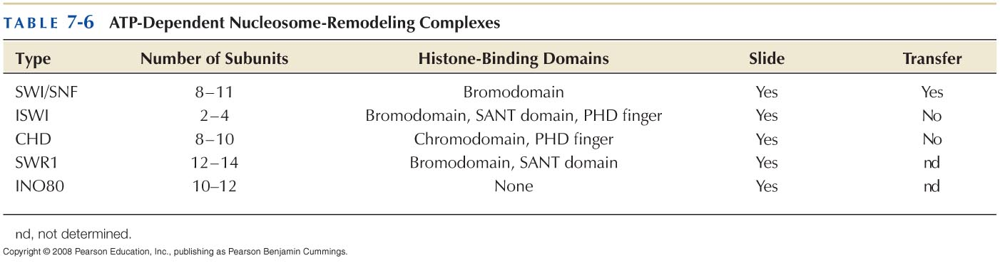 TABLE 7-6 ATP-Dependent Nucleosome-Remodeling Complexes
Type Number of Subunits Histone-Binding Domains Slide Transfer
SWI/SNF 8–11 Bromodomain Yes Yes
ISWI 2–4 Bromodomain, SANT domain, PHD finger Yes No
CHD 8–10 Chromodomain, PHD finger Yes No
SWR1 12–14 Bromodomain, SANT domain Yes nd
INO80 10–12 None Yes nd
nd, not determined.
Copyright © 2008 Pearson Education, Inc., publishing as Pearson Benjamin Cummings.